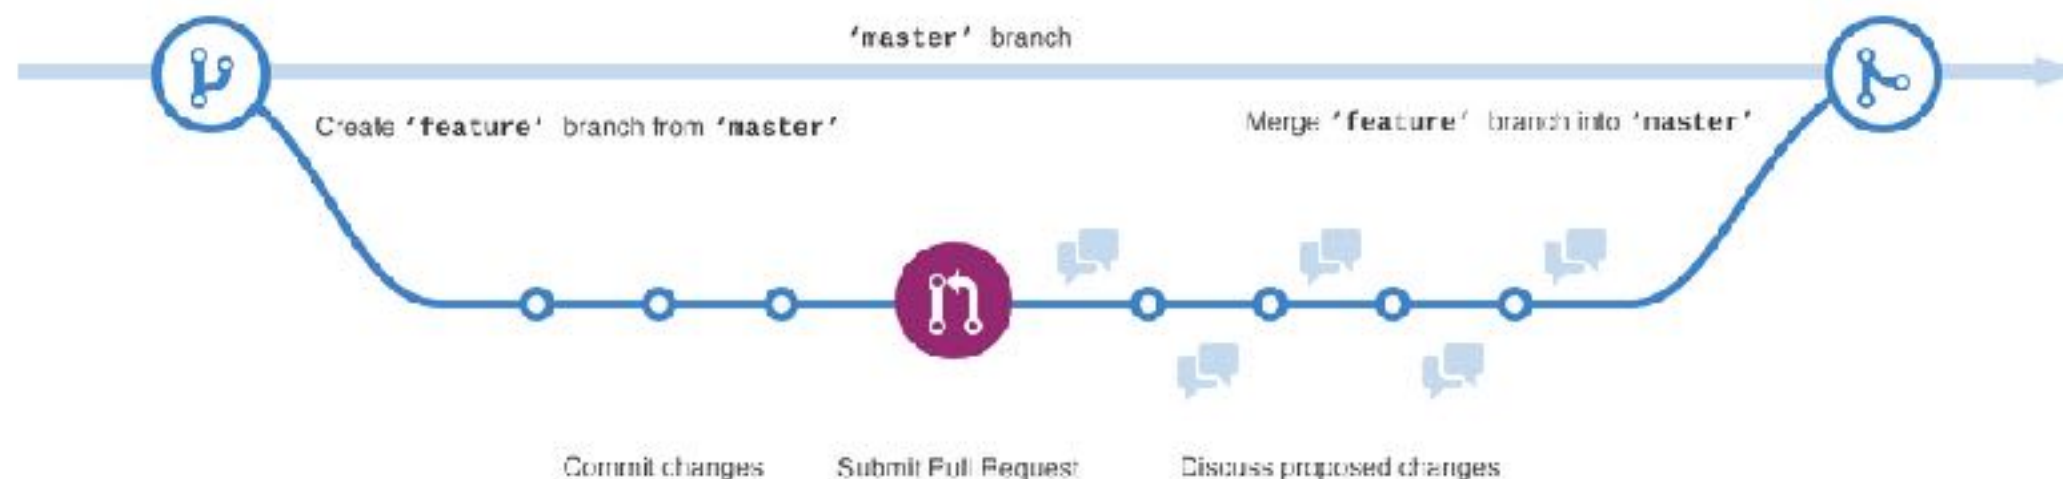 ‘master’ branch
Create ‘feature’ branch from ‘master’
Merge ‘feature’ branch into ‘master’
Commit changes
Submit Pull Request
Discuss proposed changes